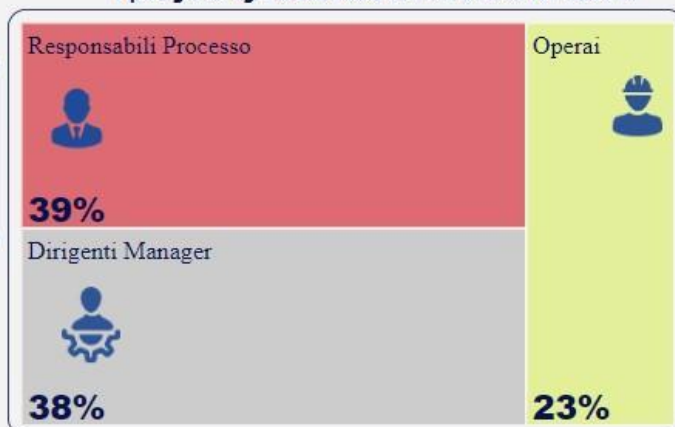 Responsabili Processo
39%
Dirigenti Manager
38%
Operai
23%